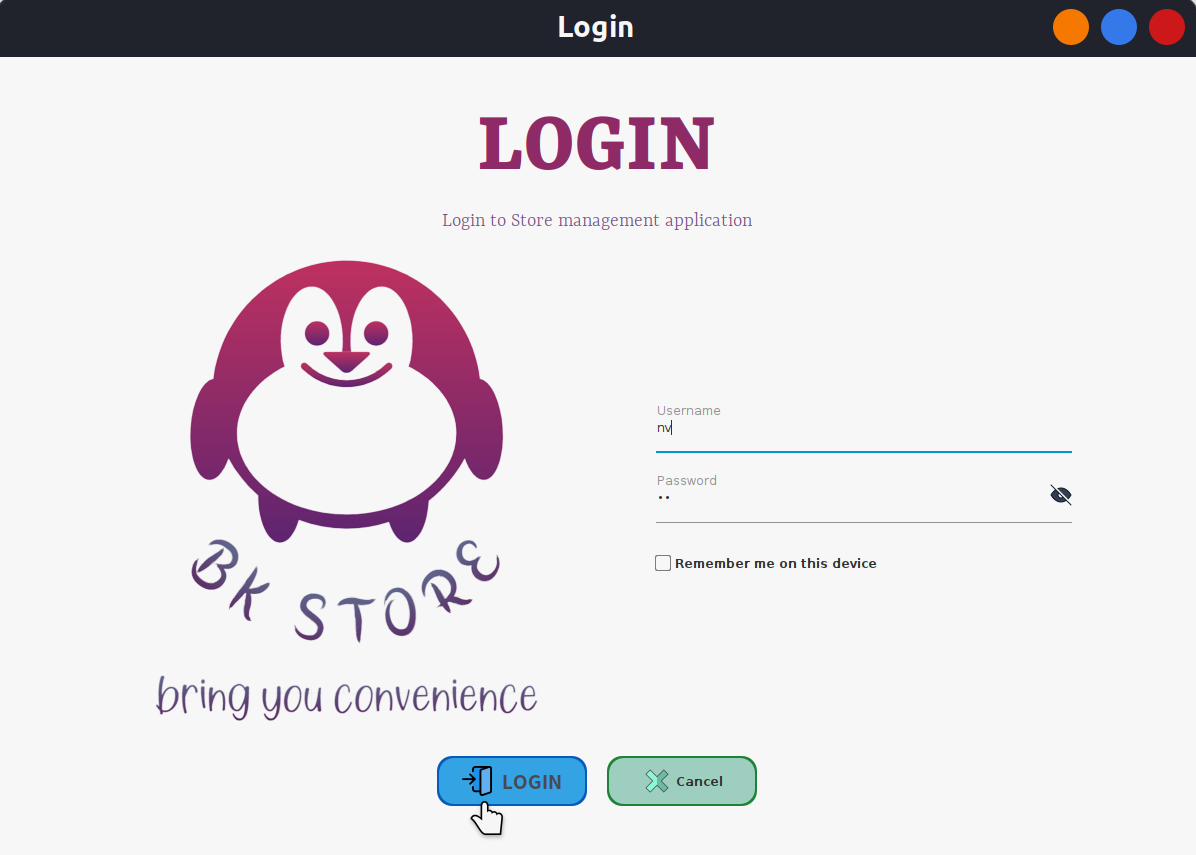 Login
LOGIN
Login to Store management application
BK STORE
bring you convenience
Username
nv
Password
••
Remember me on this device
LOGIN
Cancel